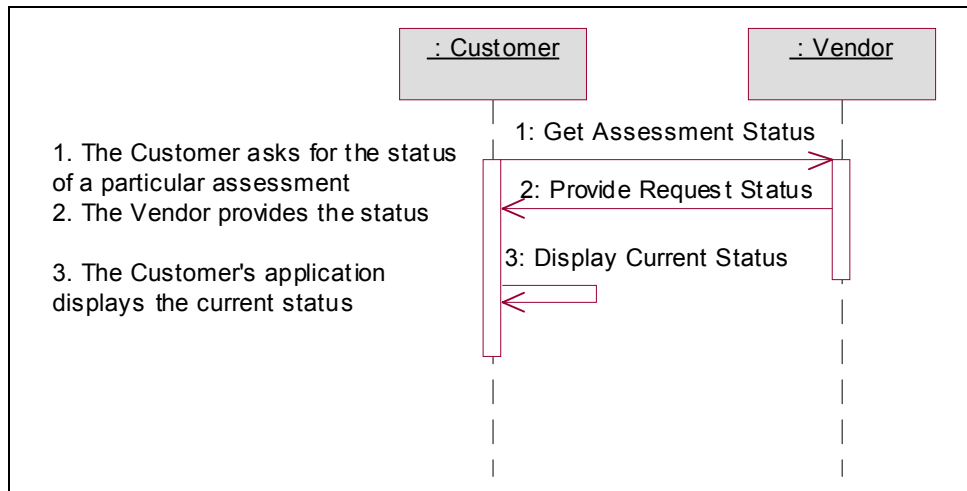 : Customer
: Vendor
1: Get Assessment Status
1. The Customer asks for the status
of a particular assessment
2. The Vendor provides the status
2: Provide Request Status
3. The Customer's application
displays the current status
3: Display Current Status